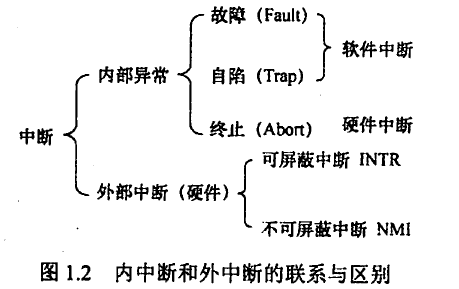 故障（Fault）
软件中断
内部异常
自陷（Trap）
中断
终止（Abort）
硬件中断
可屏蔽中断 INTR
外部中断（硬件）
不可屏蔽中断 NMI
图 1.2 内中断和外中断的联系与区别